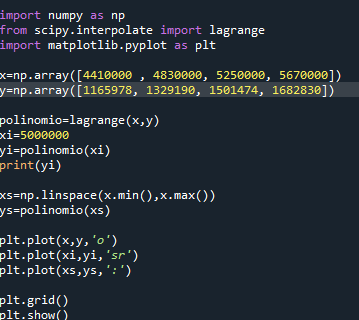 import numpy as np
from scipy.interpolate import lagrange
import matplotlib.pyplot as plt
x=np.array([4410000 , 4830000, 5250000, 5670000])
y=np.array([1165978, 1329190, 1501474, 1682830])
polinomio=lagrange(x,y)
xi=5000000
yi=polinomio(xi)
print(yi)
xs=np.linspace(x.min(),x.max())
ys=polinomio(xs)
plt.plot(x,y,'o')
plt.plot(xi,yi,'sr')
plt.plot(xs,ys,':')
plt.grid()
plt.show()